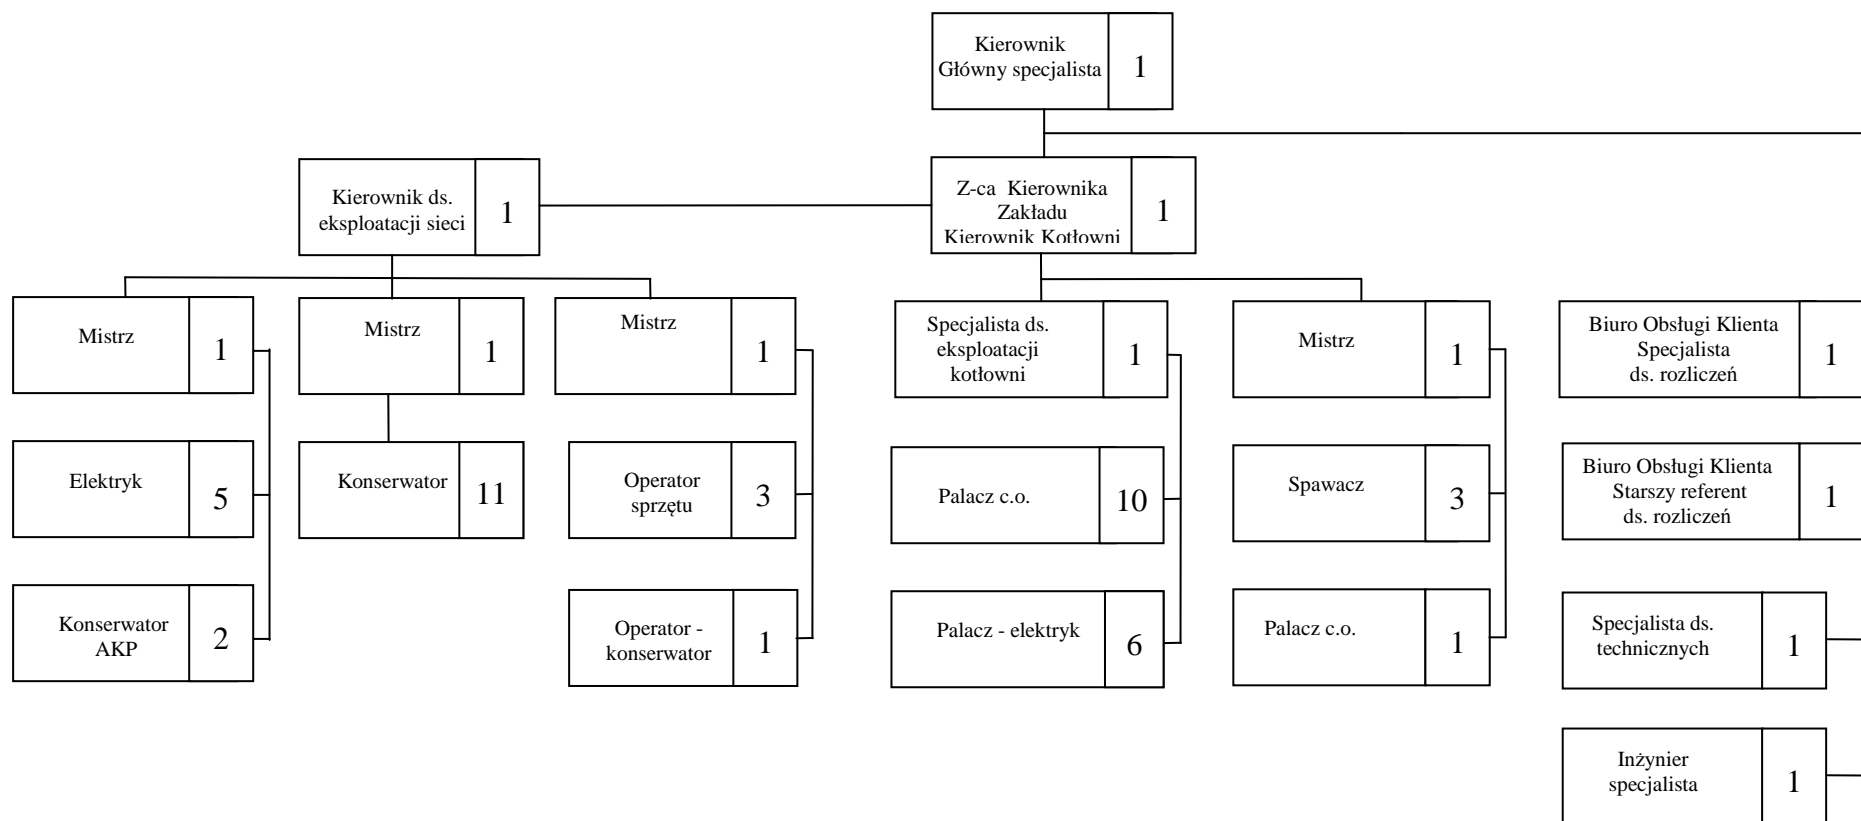 Kierownik
Główny specjalista
1
Kierownik ds.
eksploatacji sieci
1
Z-ca Kierownika
Zakładu
Kierownik Kotłowni
1
Mistrz
1
Mistrz
1
Mistrz
1
Specjalista ds.
eksploatacji
kotłowni
1
Mistrz
1
Biuro Obsługi Klienta
Specjalista
ds. rozliczeń
1
Elektryk
5
Konserwator
11
Operator
sprzętu
3
Palacz c.o.
10
Spawacz
3
Biuro Obsługi Klienta
Starszy referent
ds. rozliczeń
1
Konserwator
AKP
2
Operator -
konserwator
1
Palacz - elektryk
6
Palacz c.o.
1
Specjalista ds.
technicznych
1
Inżynier
specjalista
1